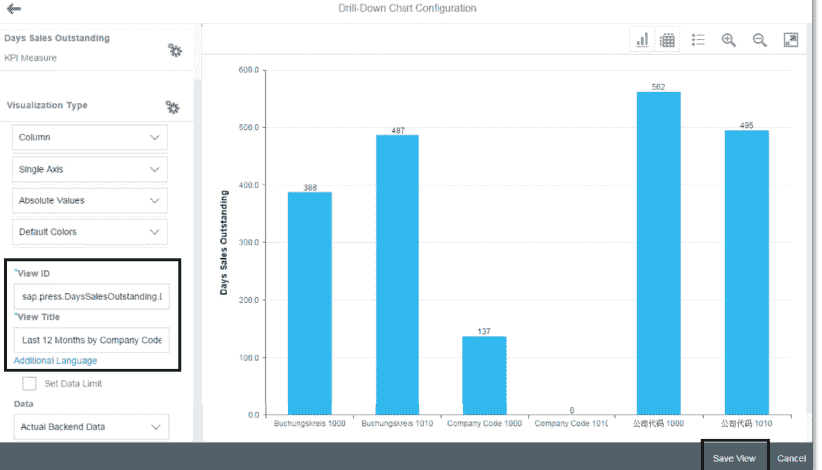 Drill-Down Chart Configuration
Days Sales Outstanding
KPI Measure
Visualization Type
Column
Single Axis
Absolute Values
Default Colors
*View ID
sap.press.DaysSalesOutstanding.L
*View Title
Last 12 Months by Company Code
Additional Language
Set Data Limit
Data
Actual Backend Data
Days Sales Outstanding
600.0
500.0
400.0
300.0
200.0
100.0
0.0
388
487
137
0
562
495
Buchungskreis 1000
Buchungskreis 1010
Company Code 1000
Company Code 1010
公司代码 1000
公司代码 1010
Save View
Cancel